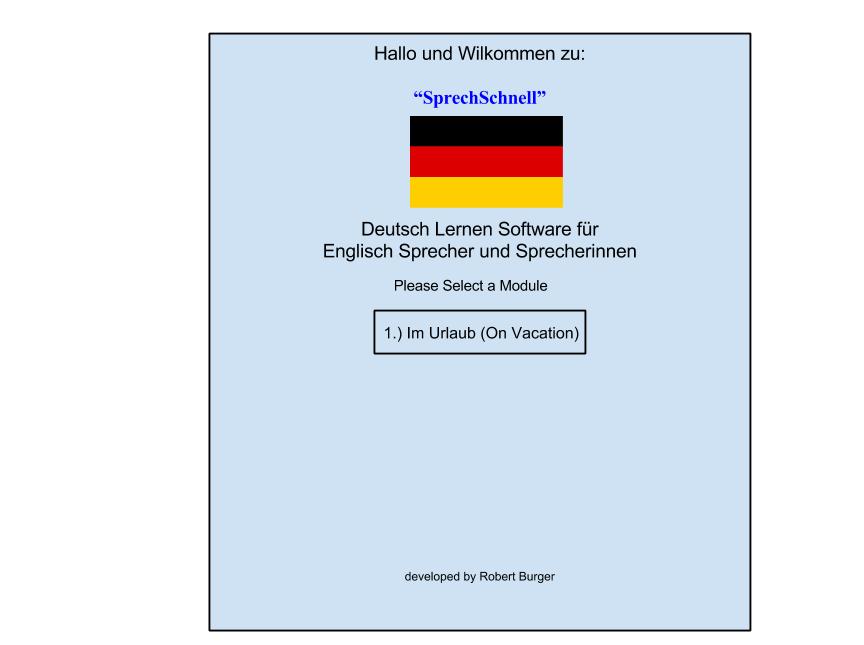 Hallo und Wilkommen zu:
“SprechSchnell”
Deutsch Lernen Software für
Englisch Sprecher und Sprecherinnen
Please Select a Module
1.) Im Urlaub (On Vacation)
developed by Robert Burger